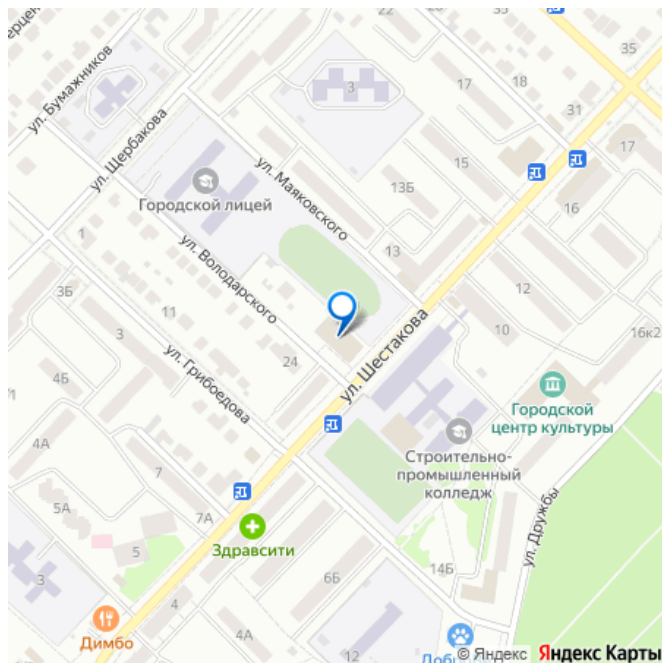 35
ул. Бумажников
3
17
18
35
31
17
ул. Щербакова
15
16
Городской лицей
ул. Маяковского
13Б
13
1
ул. Володарского
12
3Б
11
3
10
16к2
24
ул. Шестакова
ул. Грибоедова
4Б
Городской
центр культуры
4А
Строительно-
промышленный
колледж
7
5А
7А
5
Здравсити
ул. Дружбы
3
6Б
14Б
4
Димбо
4А
12
© Яндекс
Яндекс Карты